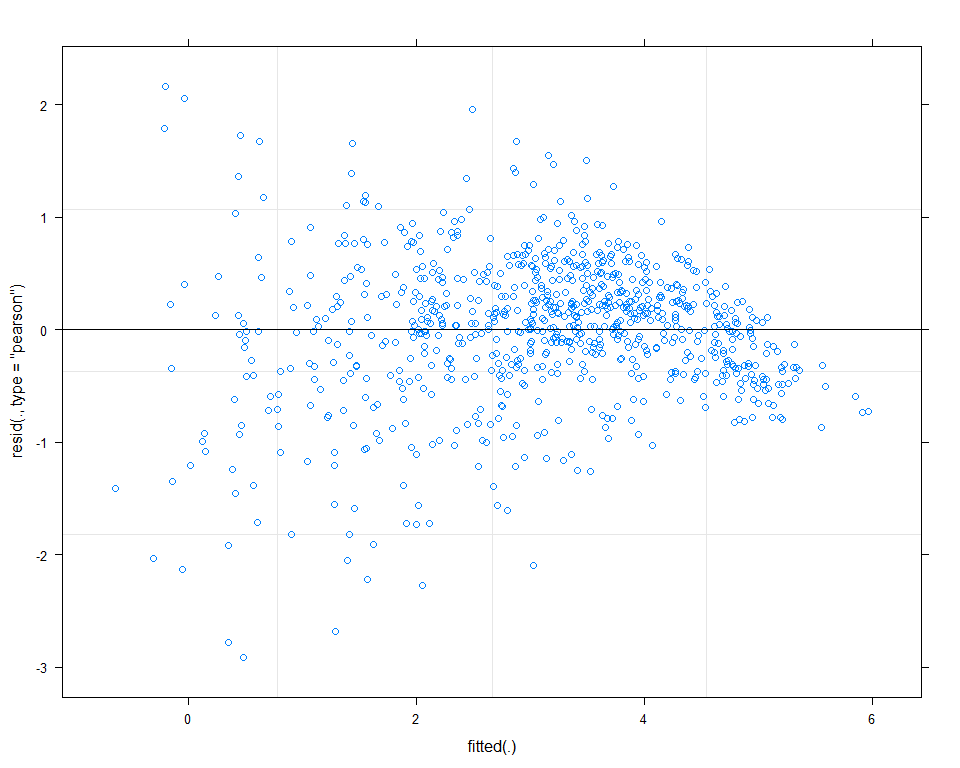 resid(., type = "pearson")
2
1
0
-1
-2
-3
0 2 4 6
fitted(.)